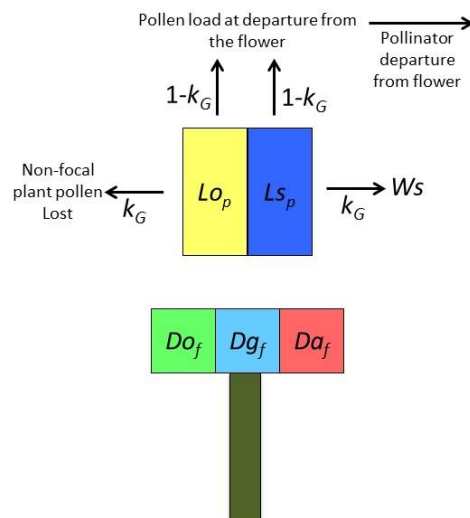 Pollen load at departure from
the flower
Pollinator
departure
from flower
1-kG
1-kG
Non-focal
plant pollen
Lost
kG
Lop
Lsp
kG
Ws
Dof
Dgf
Daf